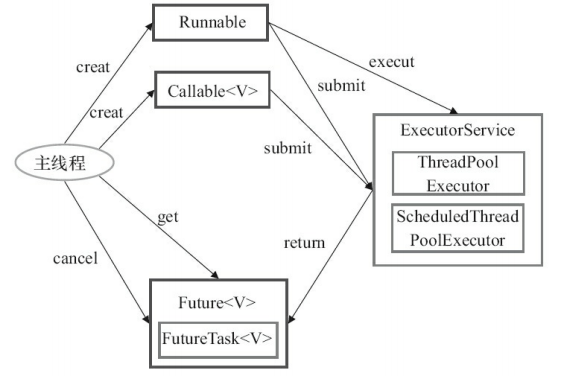 Runnable
creat
execut
submit
Callable<V>
creat
submit
ExecutorService
ThreadPool
Executor
ScheduledThread
PoolExecutor
主线程
get
cancel
return
Future<V>
FutureTask<V>